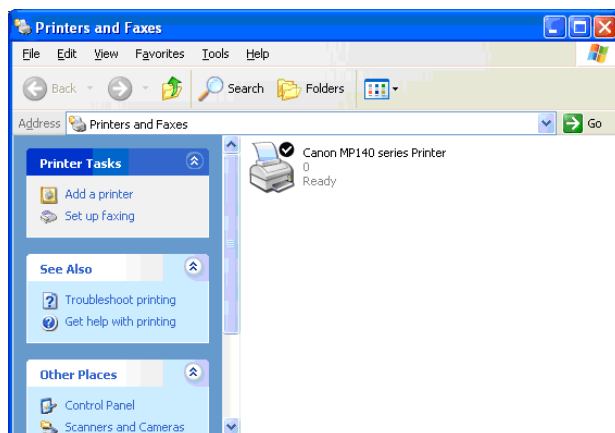 Printers and Faxes
File Edit View Favorites Tools Help
Back Search Folders
Address Printers and Faxes Go
Printer Tasks
Add a printer
Set up faxing
See Also
Troubleshoot printing
Get help with printing
Other Places
Control Panel
Scanners and Cameras
Canon MP140 series Printer
0
Ready